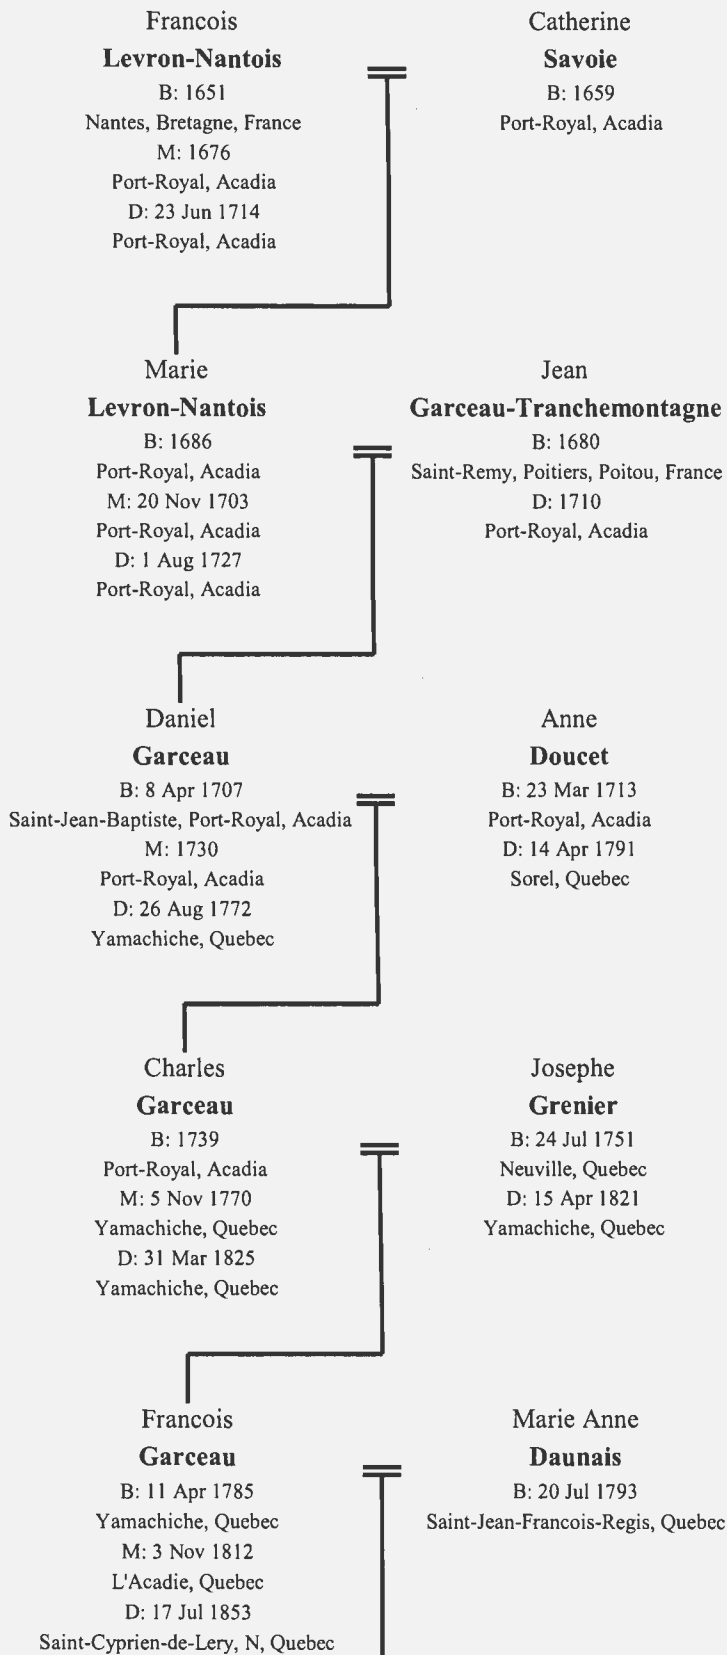 Francois
Levron-Nantois
B: 1651
Nantes, Bretagne, France
M: 1676
Port-Royal, Acadia
D: 23 Jun 1714
Port-Royal, Acadia
Catherine
Savoie
B: 1659
Port-Royal, Acadia
Marie
Levron-Nantois
B: 1686
Port-Royal, Acadia
M: 20 Nov 1703
Port-Royal, Acadia
D: 1 Aug 1727
Port-Royal, Acadia
Jean
Garceau-Tranchemontagne
B: 1680
Saint-Remy, Poitiers, Poitou, France
D: 1710
Port-Royal, Acadia
Daniel
Garceau
B: 8 Apr 1707
Saint-Jean-Baptiste, Port-Royal, Acadia
M: 1730
Port-Royal, Acadia
D: 26 Aug 1772
Yamachiche, Quebec
Anne
Doucet
B: 23 Mar 1713
Port-Royal, Acadia
D: 14 Apr 1791
Sorel, Quebec
Charles
Garceau
B: 1739
Port-Royal, Acadia
M: 5 Nov 1770
Yamachiche, Quebec
D: 31 Mar 1825
Yamachiche, Quebec
Josephe
Grenier
B: 24 Jul 1751
Neuville, Quebec
D: 15 Apr 1821
Yamachiche, Quebec
Francois
Garceau
B: 11 Apr 1785
Yamachiche, Quebec
M: 3 Nov 1812
L'Acadie, Quebec
D: 17 Jul 1853
Saint-Cyprien-de-Lery, N, Quebec
Marie Anne
Daunais
B: 20 Jul 1793
Saint-Jean-Francois-Regis, Quebec